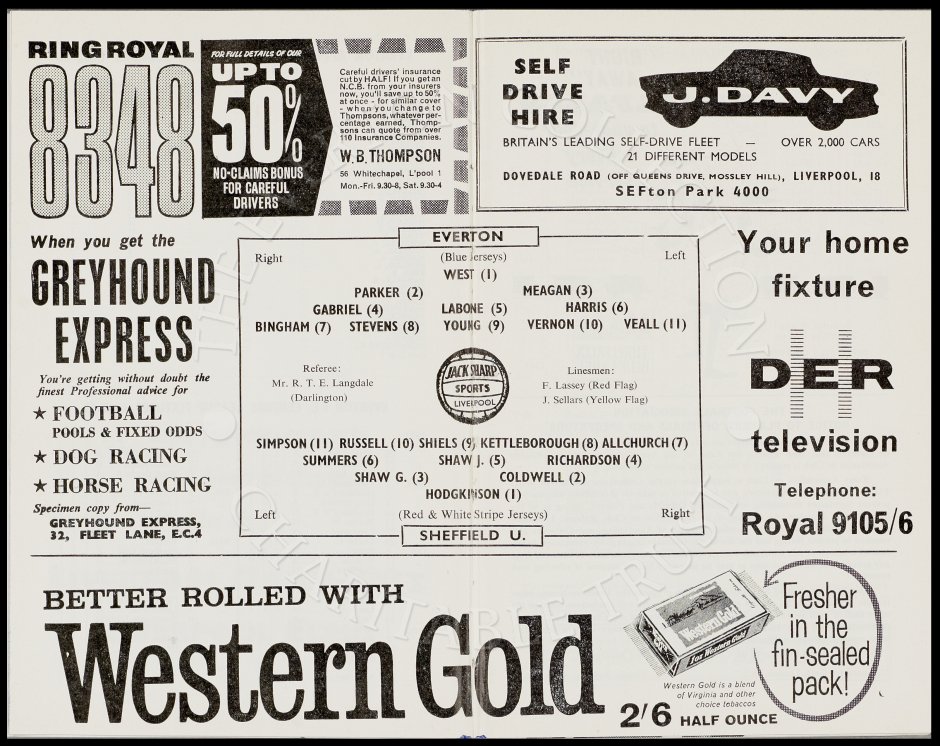 RING ROYAL
8348
FOR FULL DETAILS OF OUR
UP TO
50%
NO-CLAIMS BONUS
FOR CAREFUL
DRIVERS
Careful drivers' insurance
cut by HALF! If you get an
N.C.B. from your insurers
now, you'll save up to 50%
at once - for similar cover
- when you change to
Thompsons, whatever per-
centage earned, Thomp-
sons can quote from over
110 Insurance Companies.
W. B. THOMPSON
56 Whitechapel, L'pool 1
Mon.-Fri. 9.30-8, Sat. 9.30-4
SELF
DRIVE
HIRE
J. DAVY
BRITAIN'S LEADING SELF-DRIVE FLEET — OVER 2,000 CARS
21 DIFFERENT MODELS
DOVEDALE ROAD (OFF QUEENS DRIVE, MOSSLEY HILL), LIVERPOOL, 18
SEFton Park 4000
When you get the
GREYHOUND
EXPRESS
You're getting without doubt the
finest Professional advice for
★ FOOTBALL
POOLS & FIXED ODDS
★ DOG RACING
★ HORSE RACING
Specimen copy from—
GREYHOUND EXPRESS,
32, FLEET LANE, E.C.4
EVERTON
Right (Blue Jerseys) Left
WEST (1)
PARKER (2) MEAGAN (3)
GABRIEL (4) LABONE (5) HARRIS (6)
BINGHAM (7) STEVENS (8) YOUNG (9) VERNON (10) VEALL (11)
Referee:
Mr. R. T. E. Langdale
(Darlington)
JACK SHARP
SPORTS
LIVERPOOL
Linesmen:
F. Lassey (Red Flag)
J. Sellars (Yellow Flag)
SIMPSON (11) RUSSELL (10) SHIELS (9) KETTLEBOROUGH (8) ALLCHURCH (7)
SUMMERS (6) SHAW J. (5) RICHARDSON (4)
SHAW G. (3) COLDWELL (2)
HODGKINSON (1)
Left (Red & White Stripe Jerseys) Right
SHEFFIELD U.
Your home
fixture
DER
television
Telephone:
Royal 9105/6
BETTER ROLLED WITH
Western Gold
Western Gold
Western Gold is a blend
of Virginia and other
choice tobaccos
2/6 HALF OUNCE
Fresher
in the
fin-sealed
pack!
THE EVERTON COLLECTION
CHARITABLE TRUST